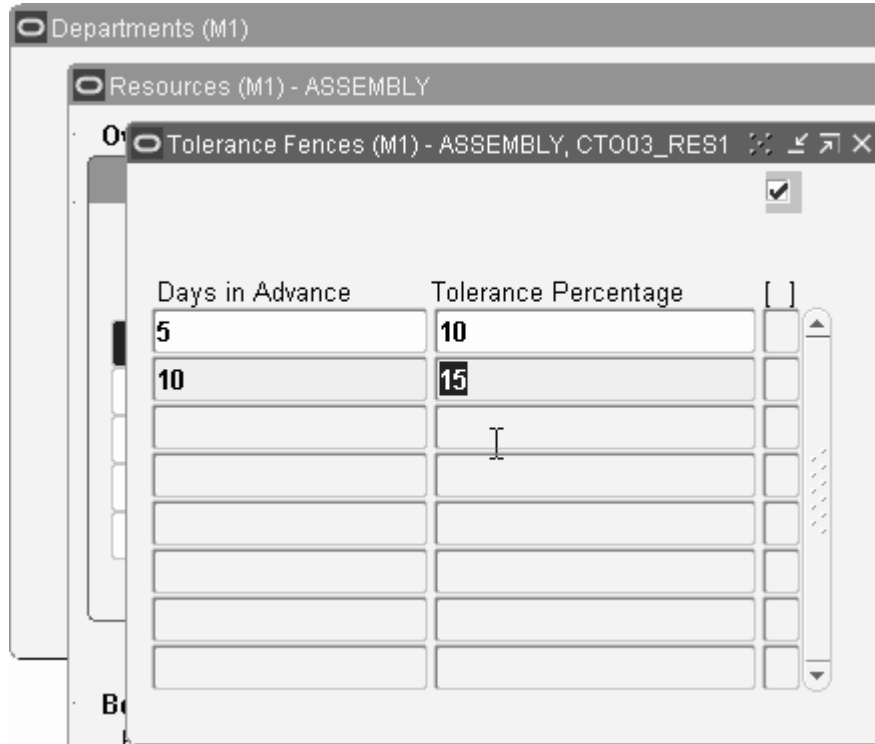 Departments (M1)
Resources (M1) - ASSEMBLY
Tolerance Fences (M1) - ASSEMBLY, CTO03_RES1
Days in Advance Tolerance Percentage [ ]
5 10
10 15